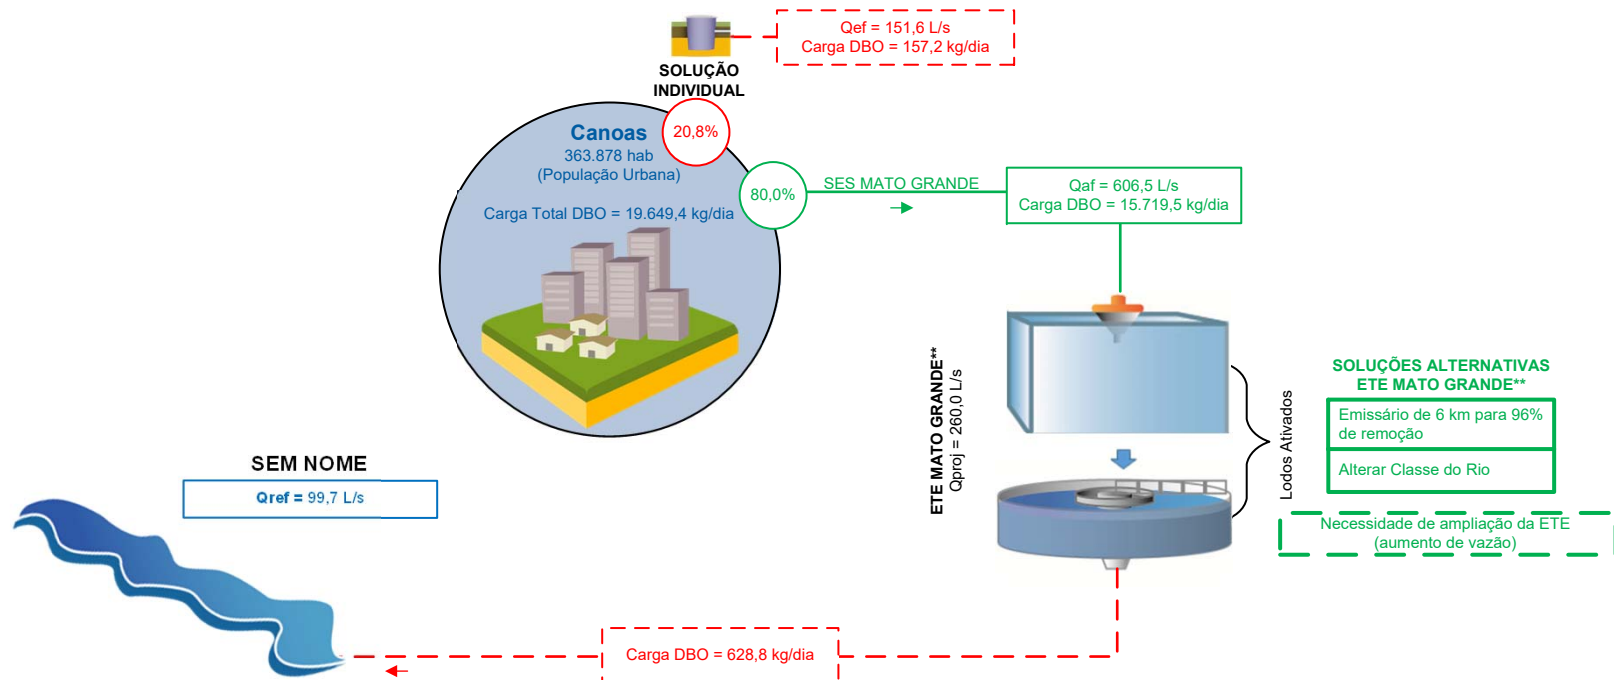 Qef = 151,6 L/s
Carga DBO = 157,2 kg/dia
SOLUÇÃO
INDIVIDUAL
20,8%
Canoas
363.878 hab
(População Urbana)
Carga Total DBO = 19.649,4 kg/dia
80,0%
SES MATO GRANDE
Qaf = 606,5 L/s
Carga DBO = 15.719,5 kg/dia
ETE MATO GRANDE**
Qproj = 260,0 L/s
Lodos Ativados
SOLUÇÕES ALTERNATIVAS
ETE MATO GRANDE**
Emissário de 6 km para 96%
de remoção
Alterar Classe do Rio
Necessidade de ampliação da ETE
(aumento de vazão)
SEM NOME
Qref = 99,7 L/s
Carga DBO = 628,8 kg/dia